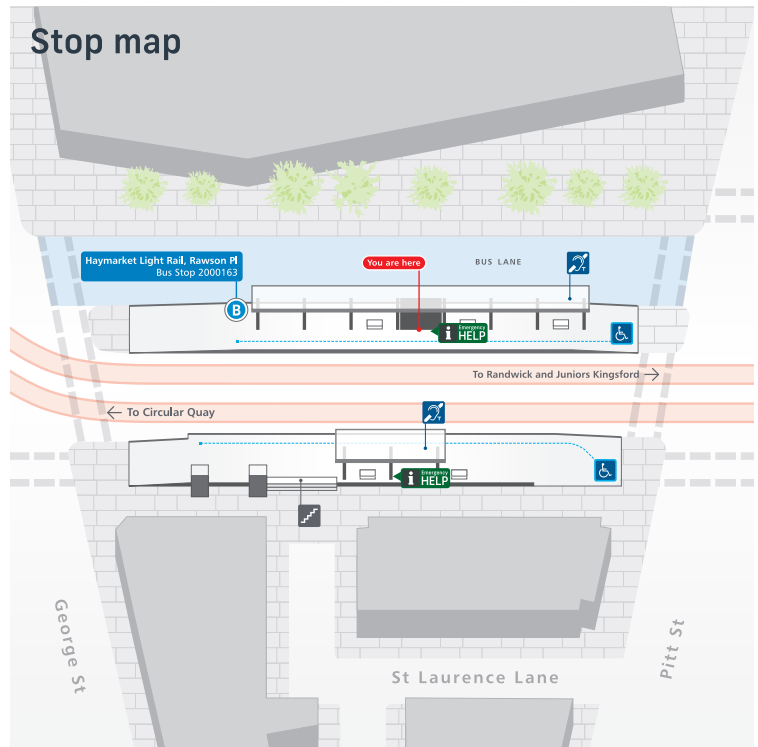 Stop map
Haymarket Light Rail, Rawson Pl
Bus Stop 2000163
You are here
BUS LANE
T
B
i Emergency
HELP
To Randwick and Juniors Kingsford →
← To Circular Quay
T
i Emergency
HELP
George St
Pitt St
St Laurence Lane